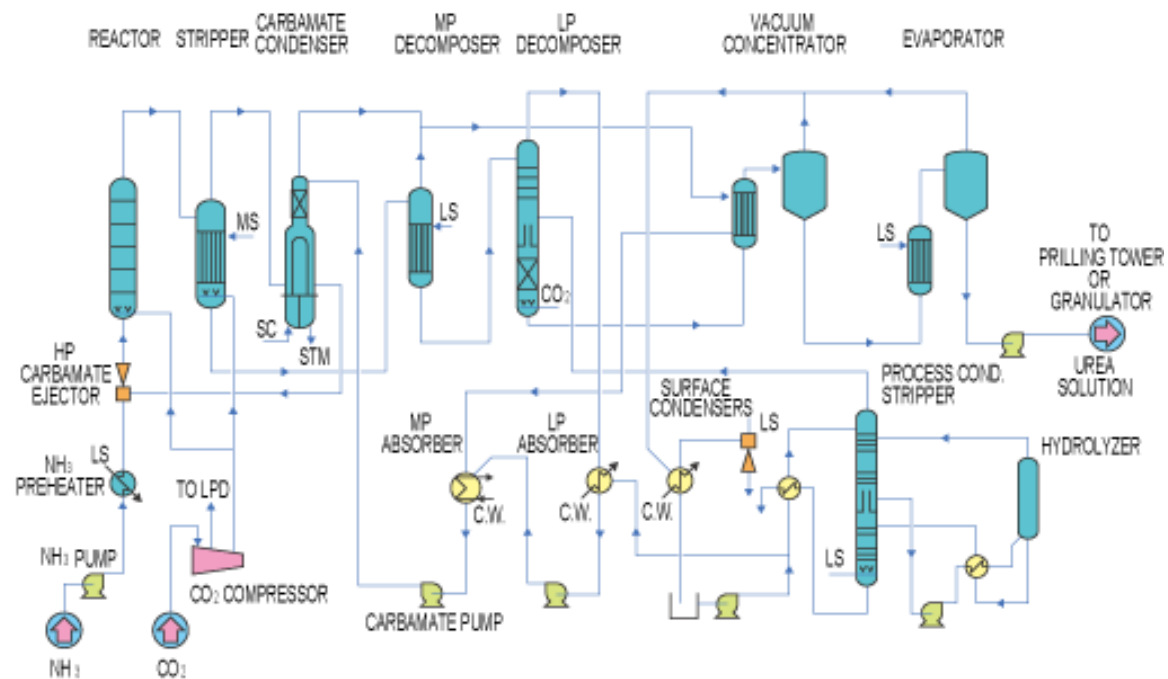 REACTOR
STRIPPER
CARBAMATE
CONDENSER
MP
DECOMPOSER
LP
DECOMPOSER
VACUUM
CONCENTRATOR
EVAPORATOR
MS
LS
LS
CO₂
SC
STM
TO
PRILLING TOWER
OR
GRANULATOR
UREA
SOLUTION
HP
CARBAMATE
EJECTOR
LS
NH₃
PREHEATER
TO LPD
NH₃ PUMP
CO₂ COMPRESSOR
NH₃
CO₂
MP
ABSORBER
C.W.
CARBAMATE PUMP
LP
ABSORBER
C.W.
SURFACE
CONDENSERS
LS
C.W.
PROCESS COND.
STRIPPER
LS
HYDROLYZER